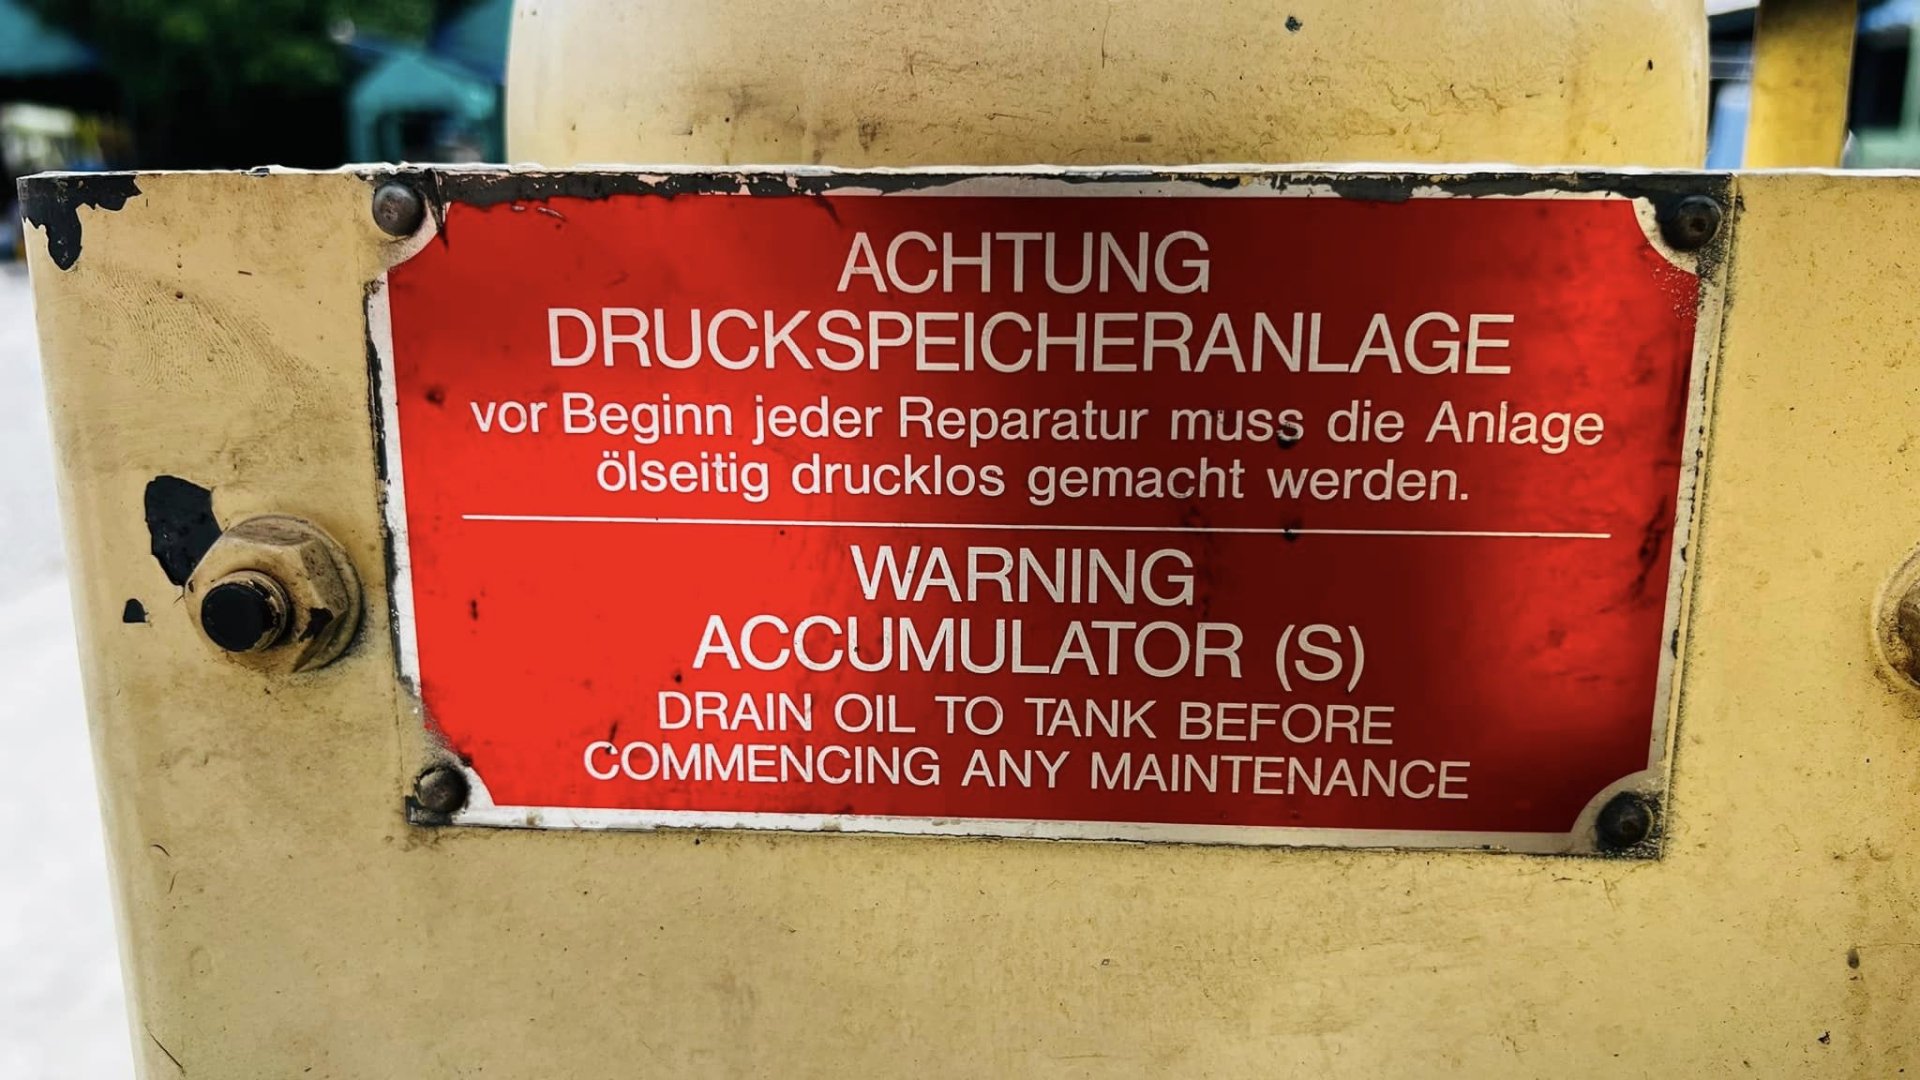 ACHTUNG
DRUCKSPEICHERANLAGE
vor Beginn jeder Reparatur muss die Anlage
ölseitig drucklos gemacht werden.
WARNING
ACCUMULATOR (S)
DRAIN OIL TO TANK BEFORE
COMMENCING ANY MAINTENANCE